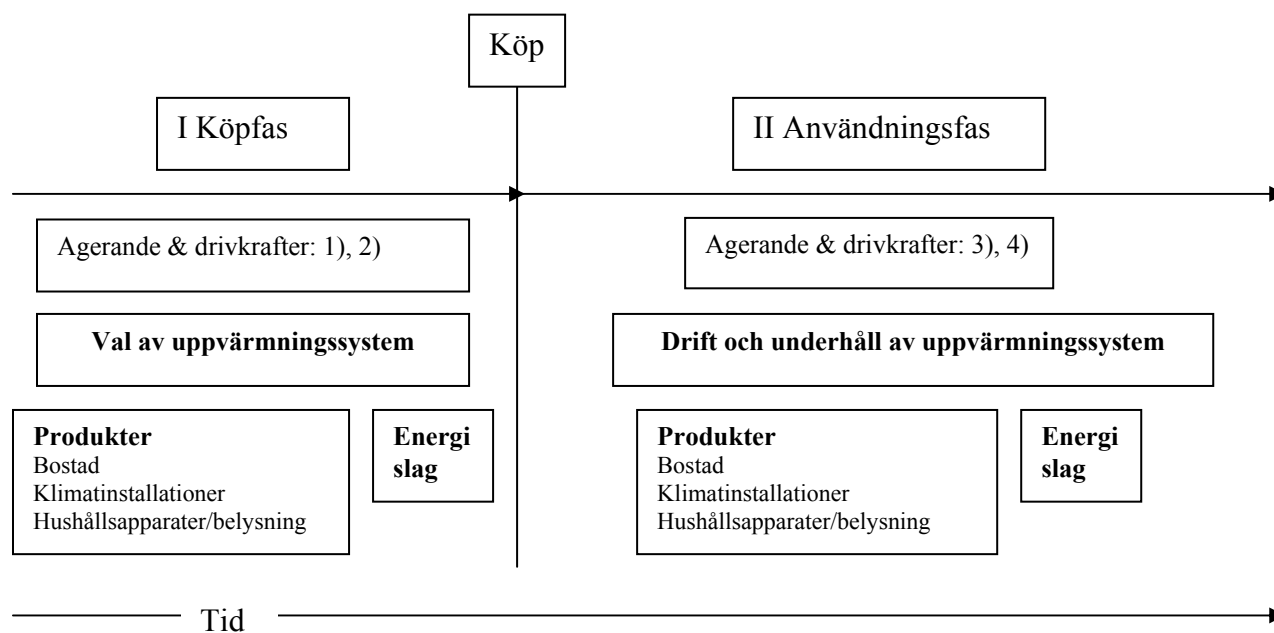 Köp
I Köpfas
II Användningsfas
Agerande & drivkrafter: 1), 2)
Agerande & drivkrafter: 3), 4)
Val av uppvärmningssystem
Drift och underhåll av uppvärmningssystem
Produkter
Bostad
Klimatinstallationer
Hushållsapparater/belysning
Energi
slag
Produkter
Bostad
Klimatinstallationer
Hushållsapparater/belysning
Energi
slag
Tid